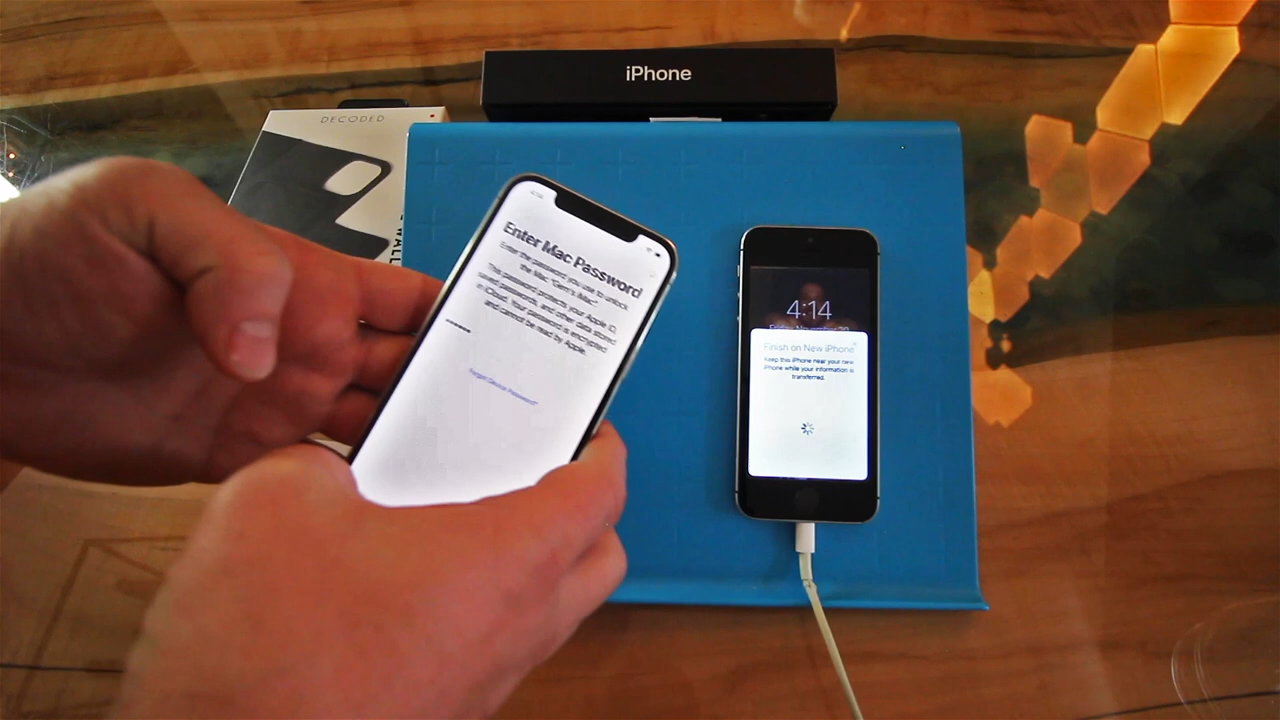 iPhone
DECODED
Enter Mac Password
Enter the password you use to unlock
the Mac "Gem's iMac".
This password protects your Apple ID,
saved passwords, and other data stored
in iCloud. Your password is encrypted
and cannot be read by Apple.
Forgot Device Password?
4:14
Finish on New iPhone
Keep this iPhone near your new
iPhone while your information is
transferred.